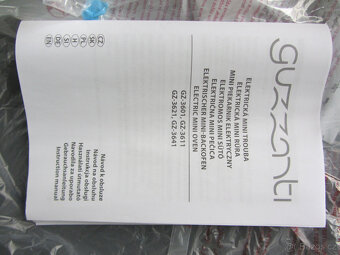 guzzanti
ELEKTRICKÁ MINI TROUBA
ELEKTRICKÁ MINI RÚRA
MINI PIEKARNIK ELEKTRYCZNY
ELEKTROMOS MINI SÜTŐ
ELEKTRIČNA MINI PEČICA
ELEKTRISCHER MINI-BACKOFEN
ELECTRIC MINI OVEN
GZ-3601, GZ-3611
GZ-3621, GZ-3641
CZ
SK
PL
H
SI
DE
EN
Návod k obsluze
Návod na obsluhu
Instrukcja obsługi
Használati útmutató
Navodila za uporabo
Gebrauchsanleitung
Instruction manual